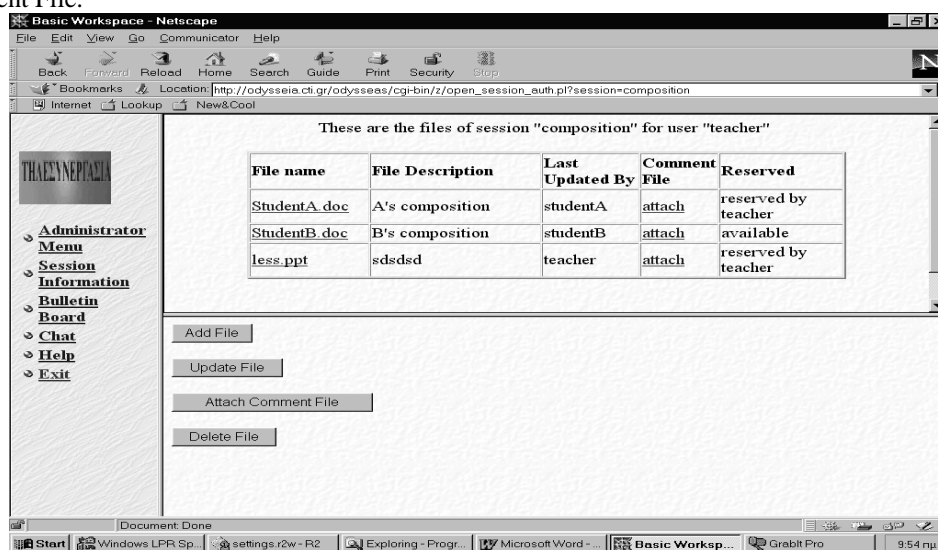 ent File.
Basic Workspace - Netscape
File Edit View Go Communicator Help
Back Forward Reload Home Search Guide Print Security Stop
Bookmarks Location: http://odysseia.cti.gr/odysseas/cgi-bin/z/open_session_auth.pl?session=composition
Internet Lookup New&Cool
These are the files of session "composition" for user "teacher"
File name File Description Last Updated By Comment File Reserved
StudentA.doc A's composition studentA attach reserved by teacher
StudentB.doc B's composition studentB attach available
less.ppt sdsdsd teacher attach reserved by teacher
ΤΗΛΕΣΥΝΕΡΓΑΣΙΑ
Administrator
Menu
Session
Information
Bulletin
Board
Chat
Help
Exit
Add File
Update File
Attach Comment File
Delete File
Document: Done
Start Windows LPR Sp... settings.r2w - R2 Exploring - Progr... Microsoft Word - ... Basic Worksp... GrabIt Pro 9:54 πμ